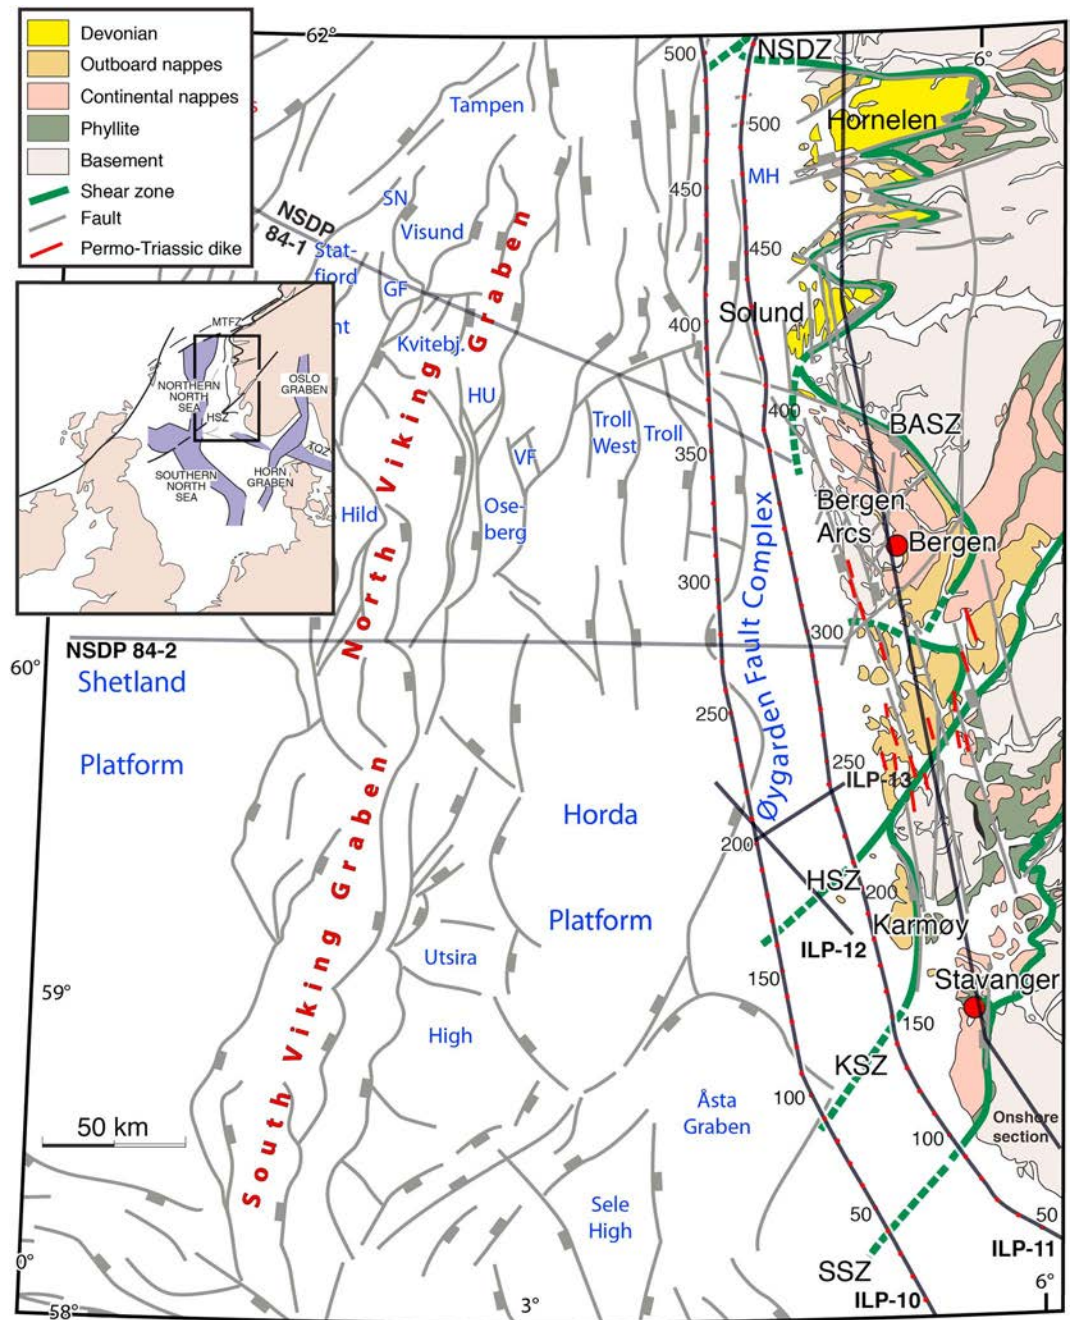 Devonian
Outboard nappes
Continental nappes
Phyllite
Basement
Shear zone
Fault
Permo-Triassic dike
62°
6°
NSDZ
500
500
Tampen
Hornelen
SN
MH
450
NSDP
84-1
Visund
Stat-
fjord
450
GF
Solund
400
Kvitebj.
HU
400
Troll
West
Troll
BASZ
350
VF
MTFZ
NORTHERN
NORTH
SEA
OSLO
GRABEN
HSZ
SOUTHERN
NORTH
SEA
HORN
GRABEN
Hild
Ose-
berg
Bergen
Arcs
Bergen
North Viking Graben
Øygarden Fault Complex
300
300
60°
NSDP 84-2
Shetland
Platform
250
250
ILP-13
Horda
Platform
200
HSZ
200
Karmøy
ILP-12
Utsira
High
150
Stavanger
59°
150
South Viking Graben
KSZ
100
Åsta
Graben
100
Onshore
section
50 km
Sele
High
50
50
ILP-11
0°
SSZ
ILP-10
58°
3°
6°